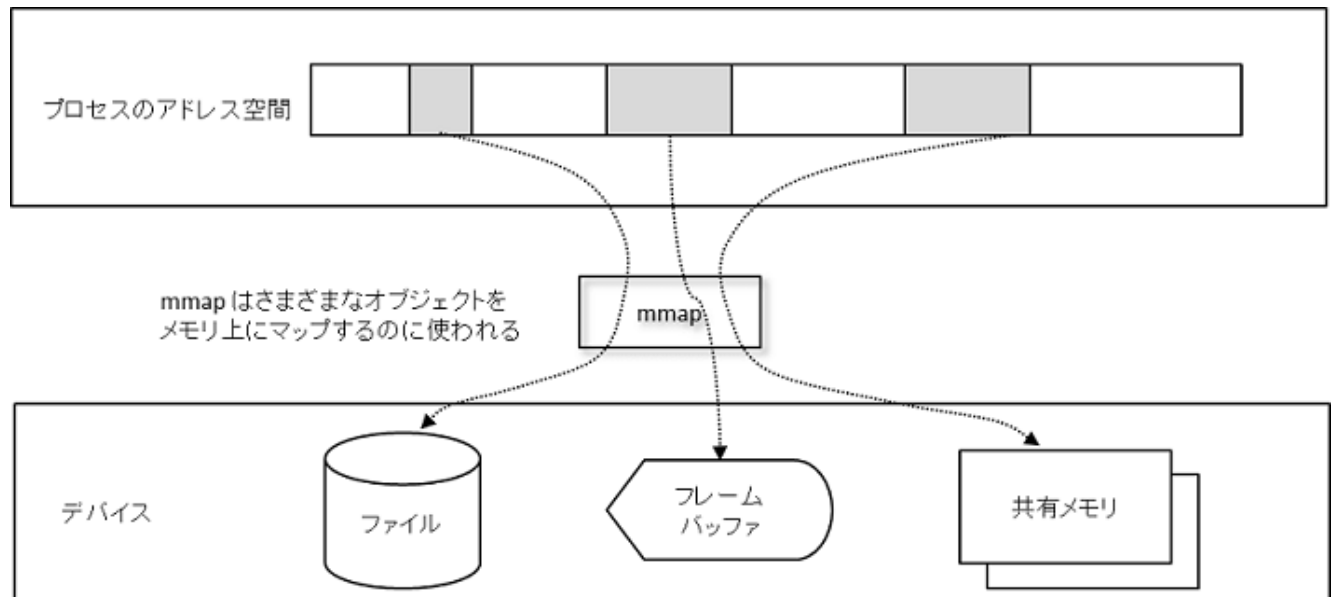 プロセスのアドレス空間
mmap はさまざまなオブジェクトを
メモリ上にマップするのに使われる
mmap
デバイス
ファイル
フレーム
バッファ
共有メモリ